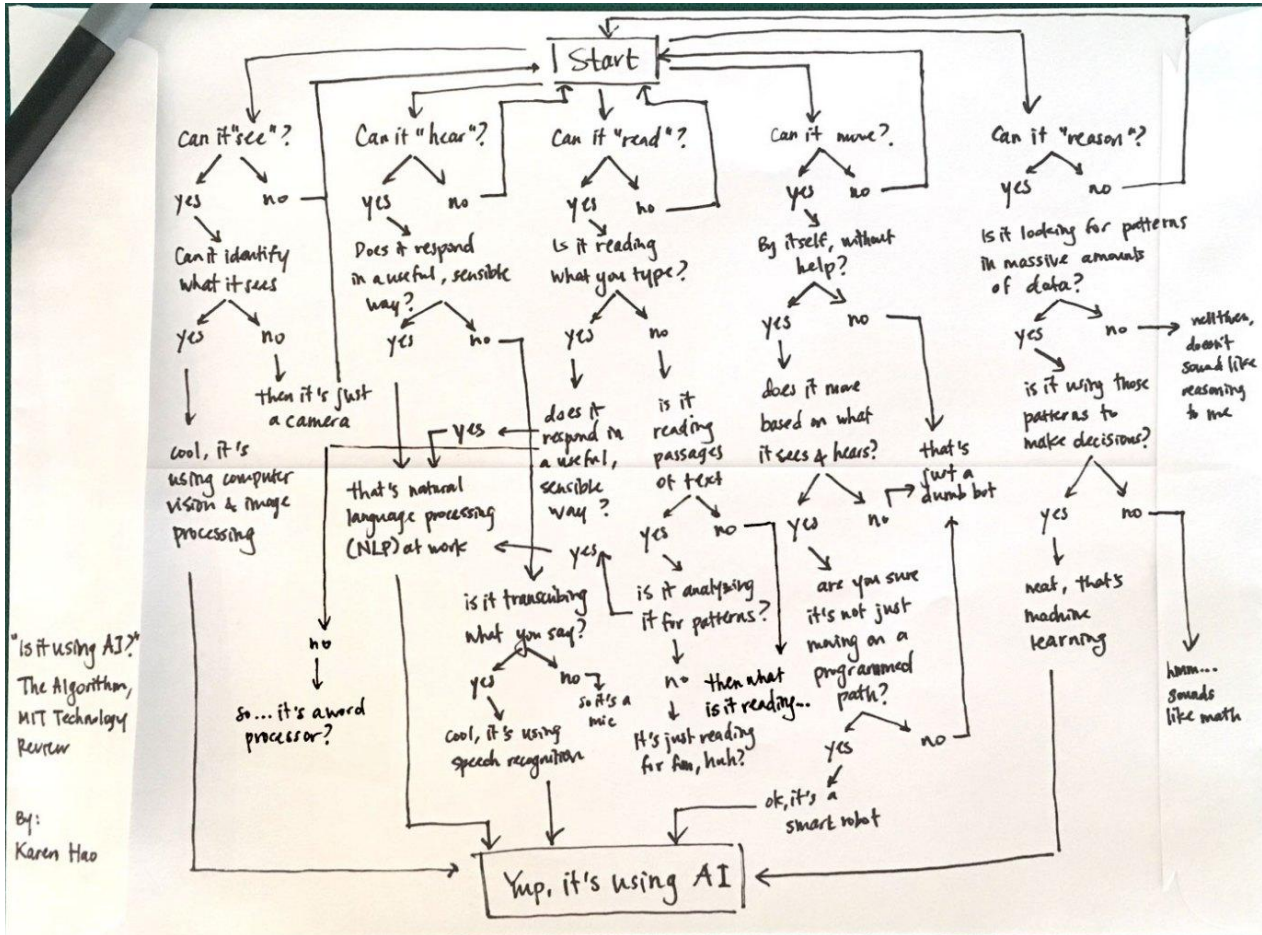 Start
Can it "see"?
yes
no
Can it identify
what it sees
yes
no
then it's just
a camera
cool, it's
using computer
vision & image
processing
Can it "hear"?
yes
no
Does it respond
in a useful, sensible
way?
yes
no
that's natural
language processing
(NLP) at work
is it transcribing
what you say?
yes
no
so it's a
mic
cool, it's using
speech recognition
Can it "read"?
yes
no
Is it reading
what you type?
yes
no
does it
respond in
a useful,
sensible
way?
yes
no
so... it's a word
processor?
is it
reading
passages
of text
yes
no
then what
is it reading...
is it analyzing
it for patterns?
yes
no
It's just reading
for fun, huh?
Can it move?
yes
no
By itself, without
help?
yes
no
does it move
based on what
it sees & hears?
yes
no
that's
just a
dumb bot
are you sure
it's not just
moving on a
programmed
path?
yes
no
ok, it's a
smart robot
Can it "reason"?
yes
no
Is it looking for patterns
in massive amounts
of data?
yes
no
well then,
doesn't
sound like
reasoning
to me
is it using those
patterns to
make decisions?
yes
no
neat, that's
machine
learning
hmm...
sounds
like math
Yup, it's using AI
"Is it using AI?"
The Algorithm,
MIT Technology
Review
By:
Karen Hao